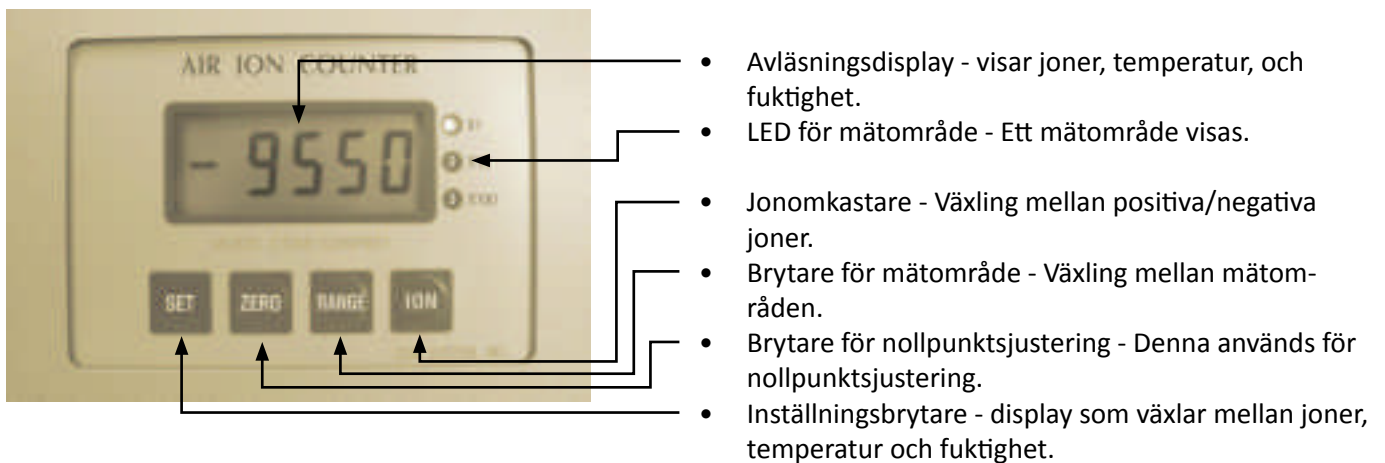 AIR ION COUNTER
- 9550
SET
ZERO
RANGE
ION
• Avläsningsdisplay - visar joner, temperatur, och
fuktighet.
• LED för mätområde - Ett mätområde visas.
• Jonomkastare - Växling mellan positiva/negativa
joner.
• Brytare för mätområde - Växling mellan mätom-
råden.
• Brytare för nollpunktsjustering - Denna används för
nollpunktsjustering.
• Inställningsbrytare - display som växlar mellan joner,
temperatur och fuktighet.